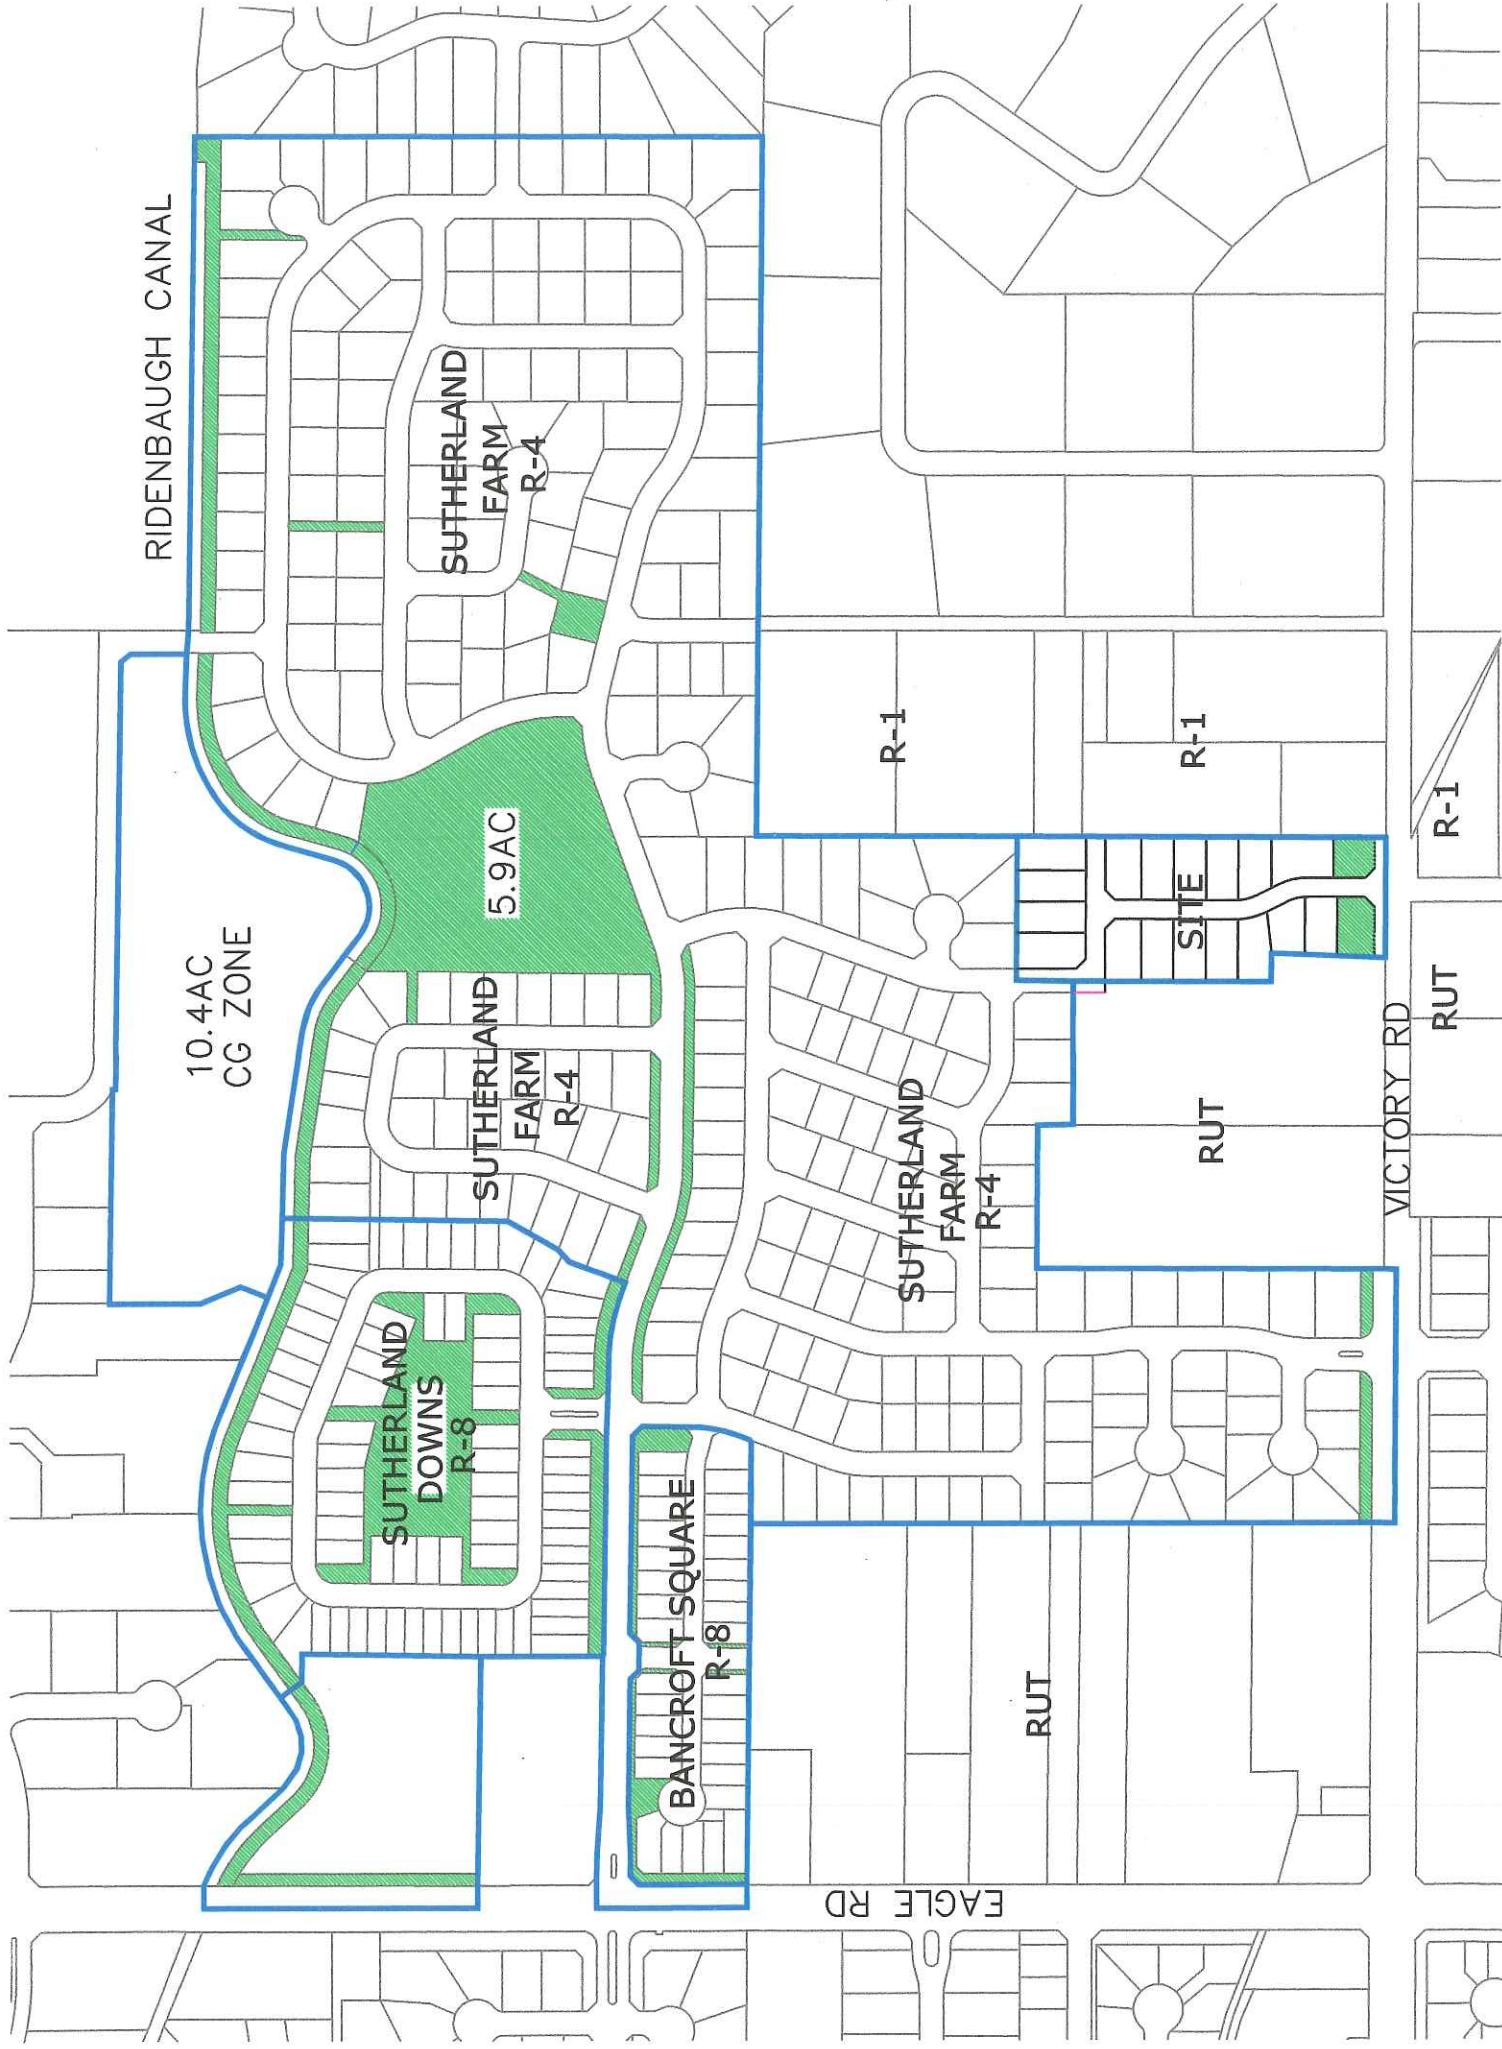 RIDENBAUGH CANAL
SUTHERLAND
FARM
R-4
10.4AC
CG ZONE
5.9AC
R-1
R-1
R-1
SITE
SUTHERLAND
FARM
R-4
RUT
SUTHERLAND
FARM
R-4
RUT
VICTORY RD
SUTHERLAND
DOWNS
R-8
BANCROFT SQUARE
R-8
RUT
EAGLE RD